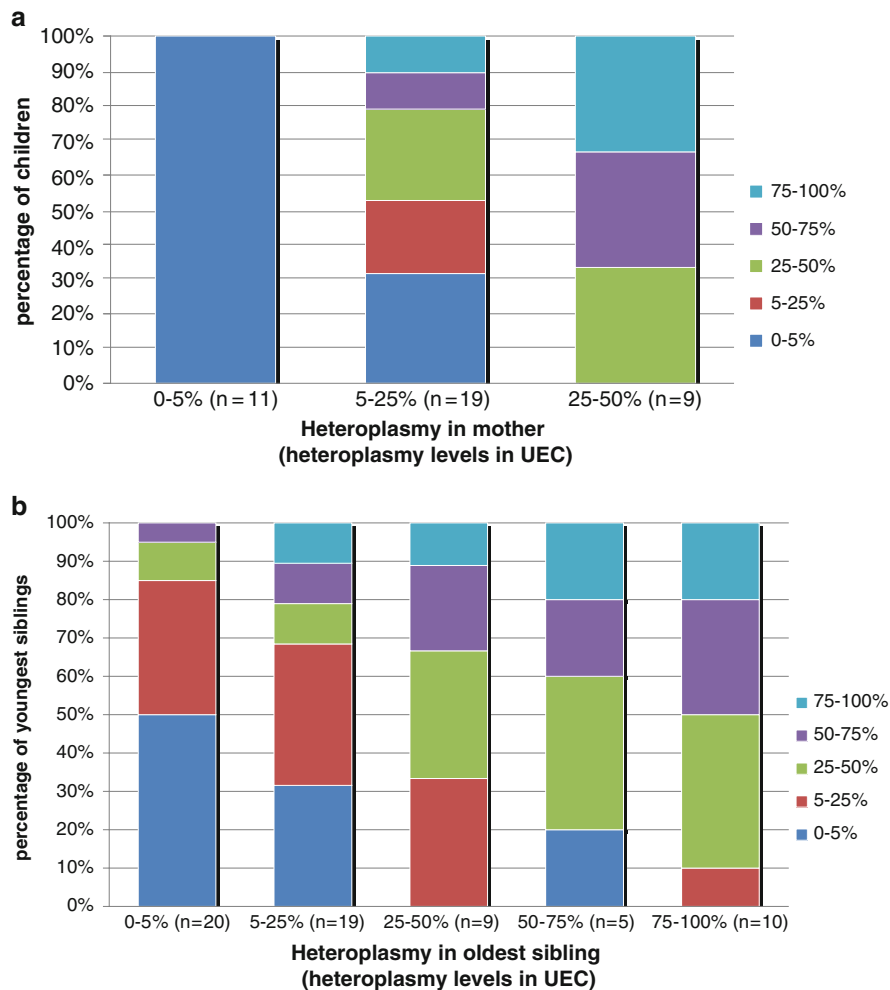 a
100%
90%
80%
70%
60%
50%
40%
30%
20%
10%
0%
percentage of children
0-5% (n = 11)
5-25% (n = 19)
25-50% (n = 9)
Heteroplasmy in mother
(heteroplasmy levels in UEC)
75-100%
50-75%
25-50%
5-25%
0-5%
b
100%
90%
80%
70%
60%
50%
40%
30%
20%
10%
0%
percentage of youngest siblings
0-5% (n=20)
5-25% (n=19)
25-50% (n=9)
50-75% (n=5)
75-100% (n=10)
Heteroplasmy in oldest sibling
(heteroplasmy levels in UEC)
75-100%
50-75%
25-50%
5-25%
0-5%